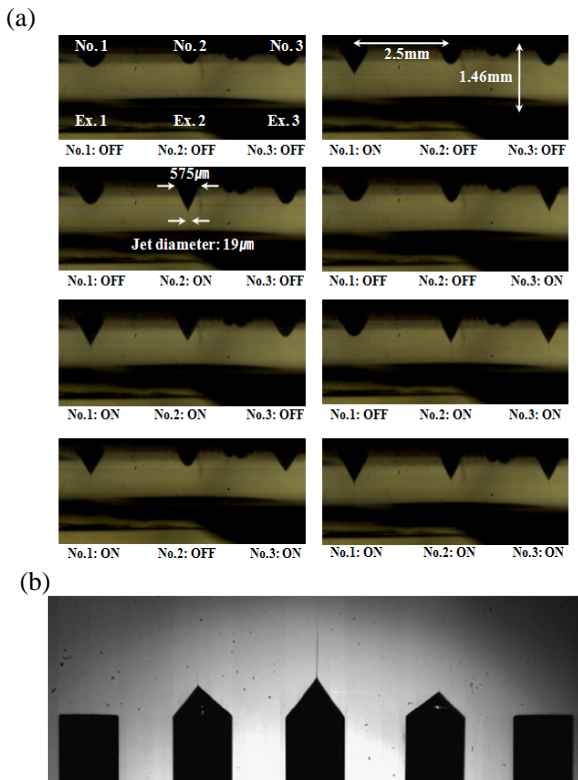 (a)
No. 1 No. 2 No. 3
Ex. 1 Ex. 2 Ex. 3
No.1: OFF No.2: OFF No.3: OFF
2.5mm
1.46mm
No.1: ON No.2: OFF No.3: OFF
575㎛
Jet diameter: 19㎛
No.1: OFF No.2: ON No.3: OFF
No.1: OFF No.2: OFF No.3: ON
No.1: ON No.2: ON No.3: OFF
No.1: OFF No.2: ON No.3: ON
No.1: ON No.2: OFF No.3: ON
No.1: ON No.2: ON No.3: ON
(b)